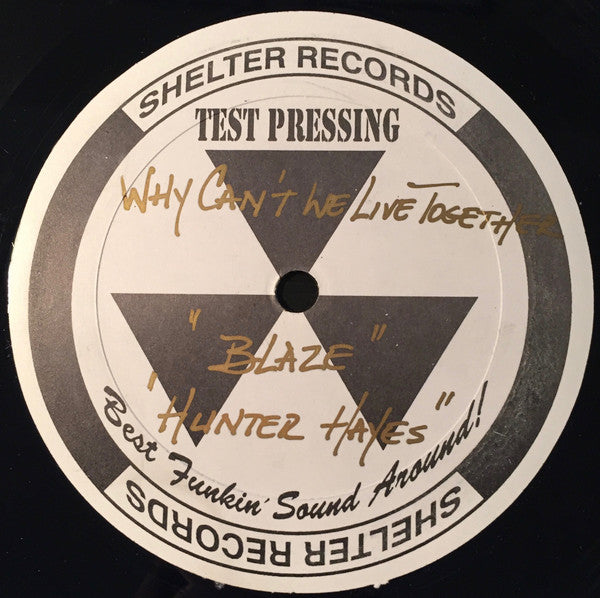 SHELTER RECORDS
TEST PRESSING
WHY CAN'T WE LIVE TOGETHER
"BLAZE"
"HUNTER HAYES"
Best Funkin' Sound Around!
SHELTER RECORDS